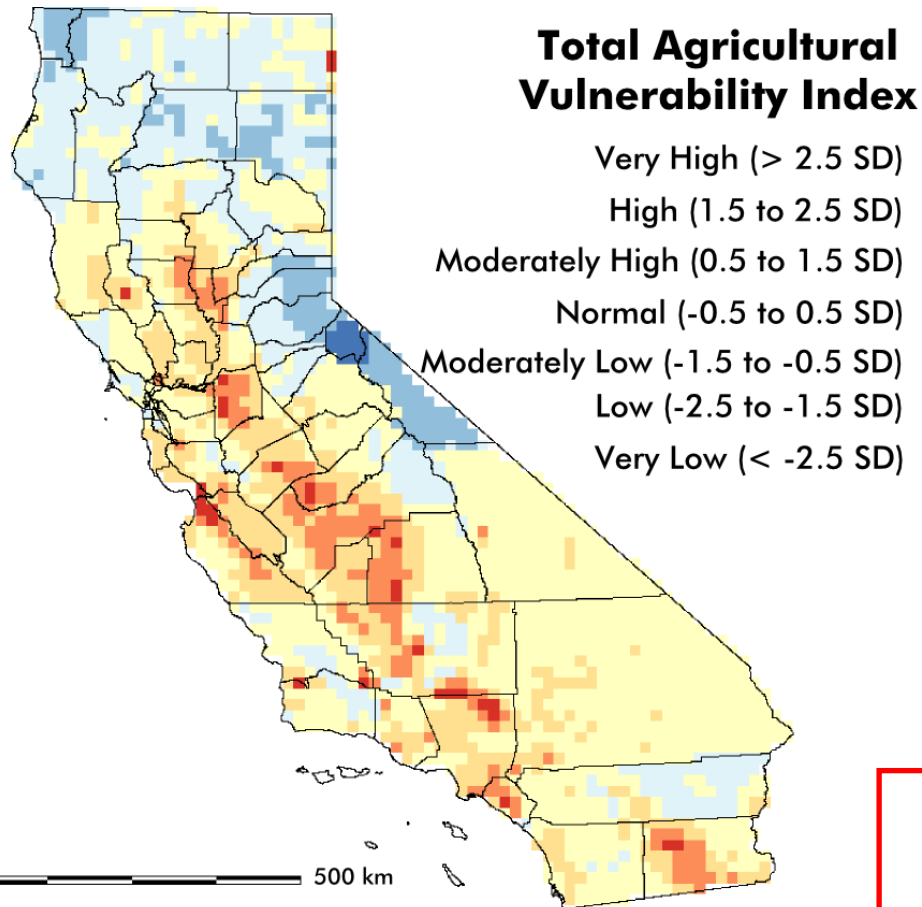 Total Agricultural
Vulnerability Index
Very High (> 2.5 SD)
High (1.5 to 2.5 SD)
Moderately High (0.5 to 1.5 SD)
Normal (-0.5 to 0.5 SD)
Moderately Low (-1.5 to -0.5 SD)
Low (-2.5 to -1.5 SD)
Very Low (< -2.5 SD)
500 km